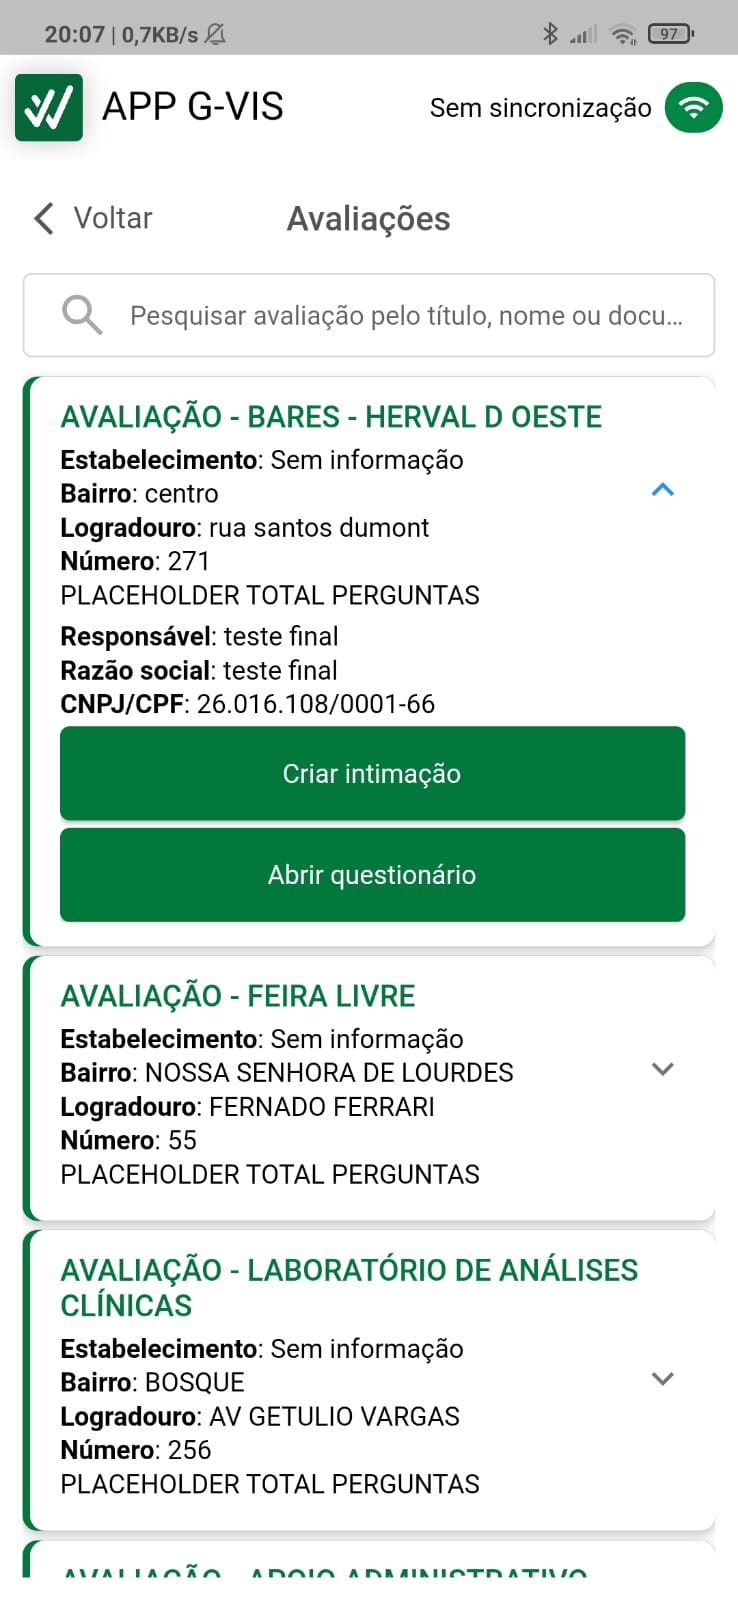 20:07 | 0,7KB/s
97
APP G-VIS
Sem sincronização
Voltar
Avaliações
Pesquisar avaliação pelo título, nome ou docu...
AVALIAÇÃO - BARES - HERVAL D OESTE
Estabelecimento: Sem informação
Bairro: centro
Logradouro: rua santos dumont
Número: 271
PLACEHOLDER TOTAL PERGUNTAS
Responsável: teste final
Razão social: teste final
CNPJ/CPF: 26.016.108/0001-66
Criar intimação
Abrir questionário
AVALIAÇÃO - FEIRA LIVRE
Estabelecimento: Sem informação
Bairro: NOSSA SENHORA DE LOURDES
Logradouro: FERNADO FERRARI
Número: 55
PLACEHOLDER TOTAL PERGUNTAS
AVALIAÇÃO - LABORATÓRIO DE ANÁLISES
CLÍNICAS
Estabelecimento: Sem informação
Bairro: BOSQUE
Logradouro: AV GETULIO VARGAS
Número: 256
PLACEHOLDER TOTAL PERGUNTAS
AVALIAÇÃO - APOIO ADMINISTRATIVO